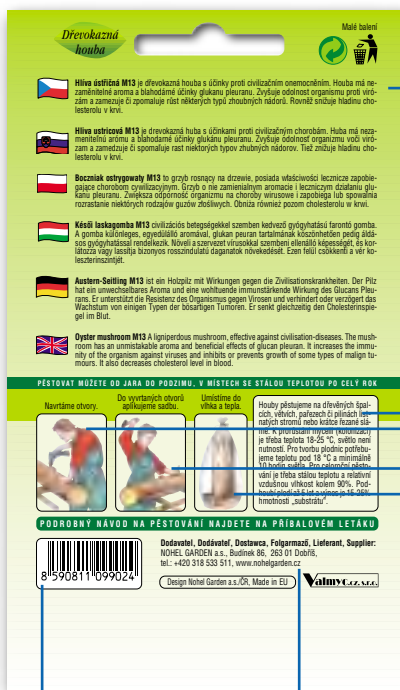 Dřevokazná
houba
Malé balení
Hlíva ústřičná M13 je dřevokazná houba s účinky proti civilizačním onemocněním. Houba má ne-
zaměnitelné aroma a blahodárné účinky glukanu pleuranu. Zvyšuje odolnost organismu proti viró-
zám a zamezuje či zpomaluje růst některých typů zhoubných nádorů. Rovněž snižuje hladinu cho-
lesterolu v krvi.
Hliva ustricová M13 je drevokazná huba s účinkami proti civilizačným chorobám. Huba má neza-
meniteľnú arómu a blahodarné účinky glukanu pleuranu. Zvyšuje odolnosť organizmu voči viró-
zam a zamedzuje či spomaľuje rast niektorých typov zhubných nádorov. Tiež znižuje hladinu cho-
lesterolu v krvi.
Boczniak ostrygowaty M13 to grzyb rosnący na drzewie, posiada właściwości lecznicze zapobie-
gające chorobom cywilizacyjnym. Grzyb o nie zamienialnym aromacie i leczniczym działaniu glu-
kanu pleuranu. Zwiększa odporność organizmu na choroby wirusowe i zapobiega lub spowalnia
rozrastanie niektórych rodzajów guzów złośliwych. Obniża również poziom cholesterolu w krwi.
Késői laskagomba M13 civilizációs betegségekkel szemben kedvező gyógyhatású farontó gomba.
A gomba különleges, egyedülálló aromával, glukan peuran tartamának köszönhetően pedig áldá-
sos gyógyhatással rendelkezik. Növeli a szervezet vírusokkal szembeni ellenálló képességét, és kor-
látozza vagy lassítja bizonyos rosszindulatú daganatok növekedését. Ezen felül csökkenti a vér ko-
leszterinszintjét.
Austern-Seitling M13 ist ein Holzpilz mit Wirkungen gegen die Zivilisationskrankheiten. Der Pilz
hat ein unwechselbares Aroma und eine wohltuende immunstärkende Wirkung des Glucans Pleu-
rans. Er unterstützt die Resistenz des Organismus gegen Virosen und verhindert oder verzögert das
Wachstum von einigen Typen der bösartigen Tumoren. Er senkt gleichzeitig den Cholesterinspie-
gel im Blut.
Oyster mushroom M13 A ligniperdous mushroom, effective against civilisation-diseases. The mush-
room has an unmistakable aroma and beneficial effects of glucan pleuran. It increases the immu-
nity of the organism against viruses and inhibits or prevents growth of some types of malign tu-
mours. It also decreases cholesterol level in blood.
PĚSTOVAT MŮŽETE OD JARA DO PODZIMU, V MÍSTECH SE STÁLOU TEPLOTOU PO CELÝ ROK
Navrtáme otvory.
Do vyvrtaných otvorů
aplikujeme sadbu.
Umístíme do
vlhka a tepla.
Houby pěstujeme na dřevěných špal-
cích, větvích, pařezech či pilinách list-
natých stromů nebo krátce řezané slá-
mě. K prorůstání mycelií (kolonizaci)
je třeba teplota 18-25 °C, světlo není
nutností. Pro tvorbu plodnic potřebu-
jeme teplotu pod 18 °C a minimálně
10 hodin světla. Pro celoroční pěsto-
vání je třeba stálou teplotu a relativní
vzdušnou vlhkost kolem 90%. Pod-
houbí plodí až 5 let a výnos je 15-25%
hmotnosti „substrátu".
PODROBNÝ NÁVOD NA PĚSTOVÁNÍ NAJDETE NA PŘÍBALOVÉM LETÁKU
8 590811 099024
Dodavatel, Dodávateľ, Dostawca, Folgarmazó, Lieferant, Supplier:
NOHEL GARDEN a.s., Budínek 86, 263 01 Dobříš,
tel.: +420 318 533 511, www.nohelgarden.cz
Design Nohel Garden a.s./ČR, Made in EU
Valmyc.cz, s.r.o.